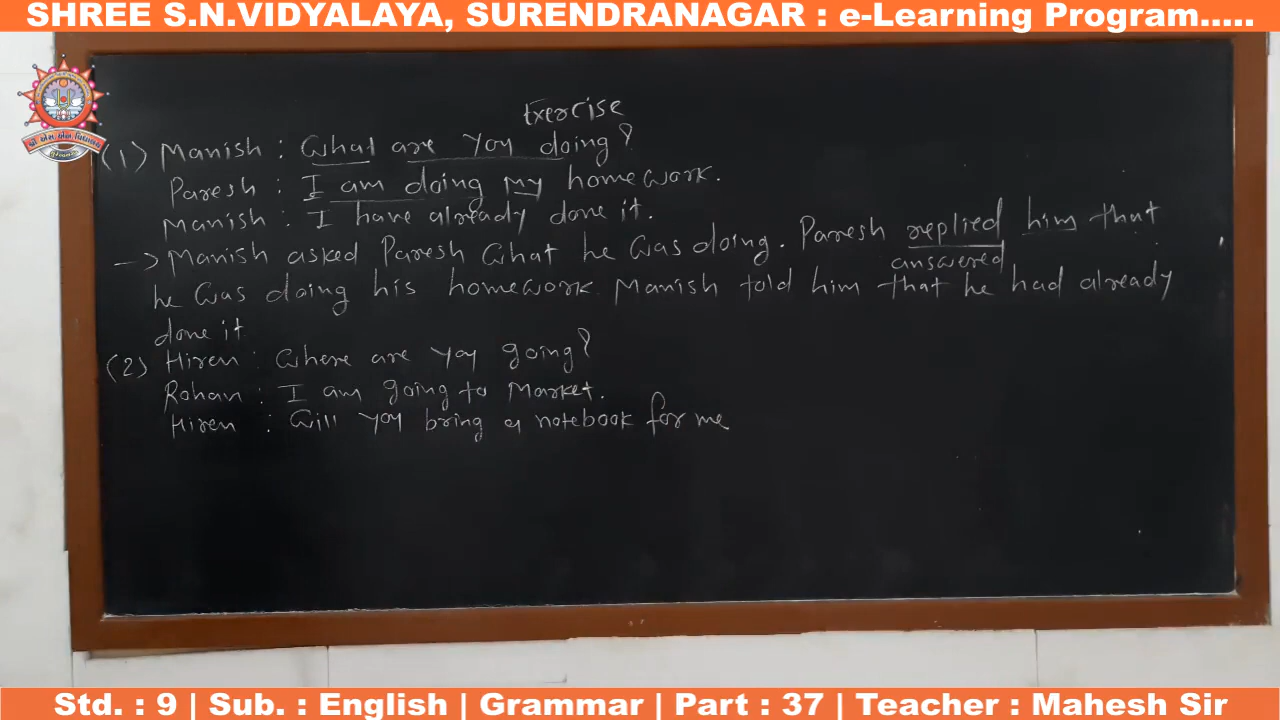 SHREE S.N.VIDYALAYA, SURENDRANAGAR : e-Learning Program.....
Exercise
(1) Manish : What are you doing?
Paresh : I am doing my homework.
Manish : I have already done it.
-> Manish asked Paresh what he was doing. Paresh replied him that
answered
he was doing his homework. Manish told him that he had already
done it
(2) Hiren : Where are you going?
Rohan : I am going to Market.
Hiren : Will you bring a notebook for me
Std. : 9 | Sub. : English | Grammar | Part : 37 | Teacher : Mahesh Sir